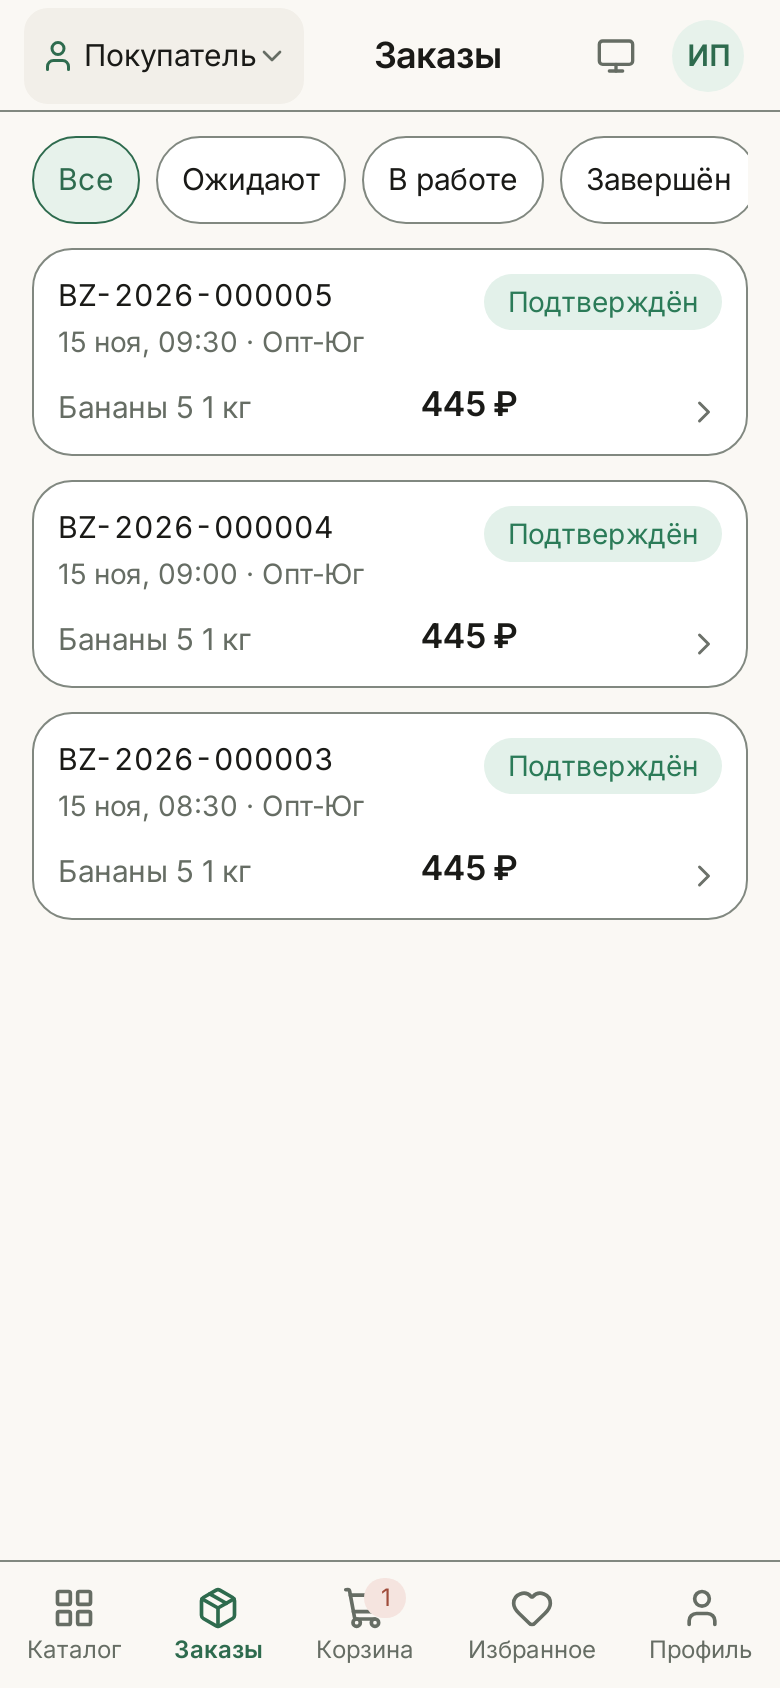 Покупатель
Заказы
ИП
Все
Ожидают
В работе
Завершён
BZ-2026-000005
Подтверждён
15 ноя, 09:30 · Опт-Юг
Бананы 5 1 кг
445 ₽
BZ-2026-000004
Подтверждён
15 ноя, 09:00 · Опт-Юг
Бананы 5 1 кг
445 ₽
BZ-2026-000003
Подтверждён
15 ноя, 08:30 · Опт-Юг
Бананы 5 1 кг
445 ₽
1
Каталог
Заказы
Корзина
Избранное
Профиль